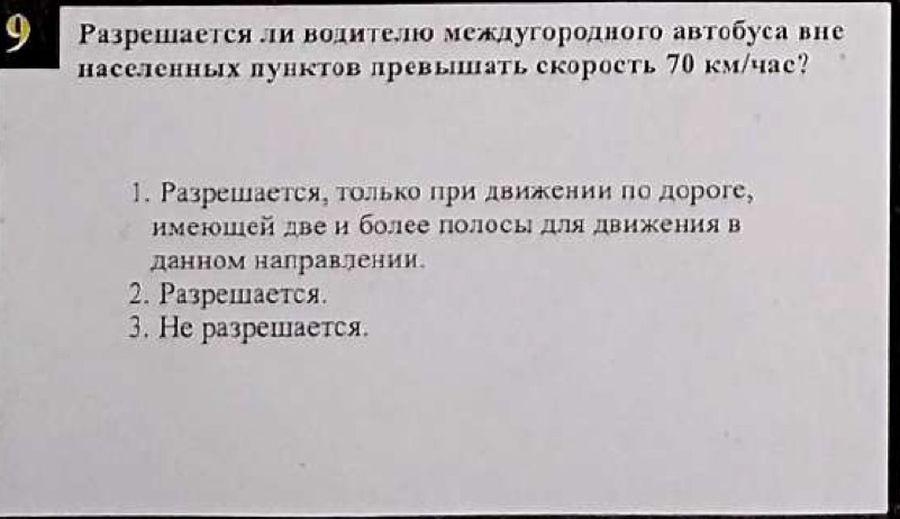 9
Разрешается ли водителю междугородного автобуса вне
населенных пунктов превышать скорость 70 км/час?
1. Разрешается, только при движении по дороге,
имеющей две и более полосы для движения в
данном направлении.
2. Разрешается.
3. Не разрешается.